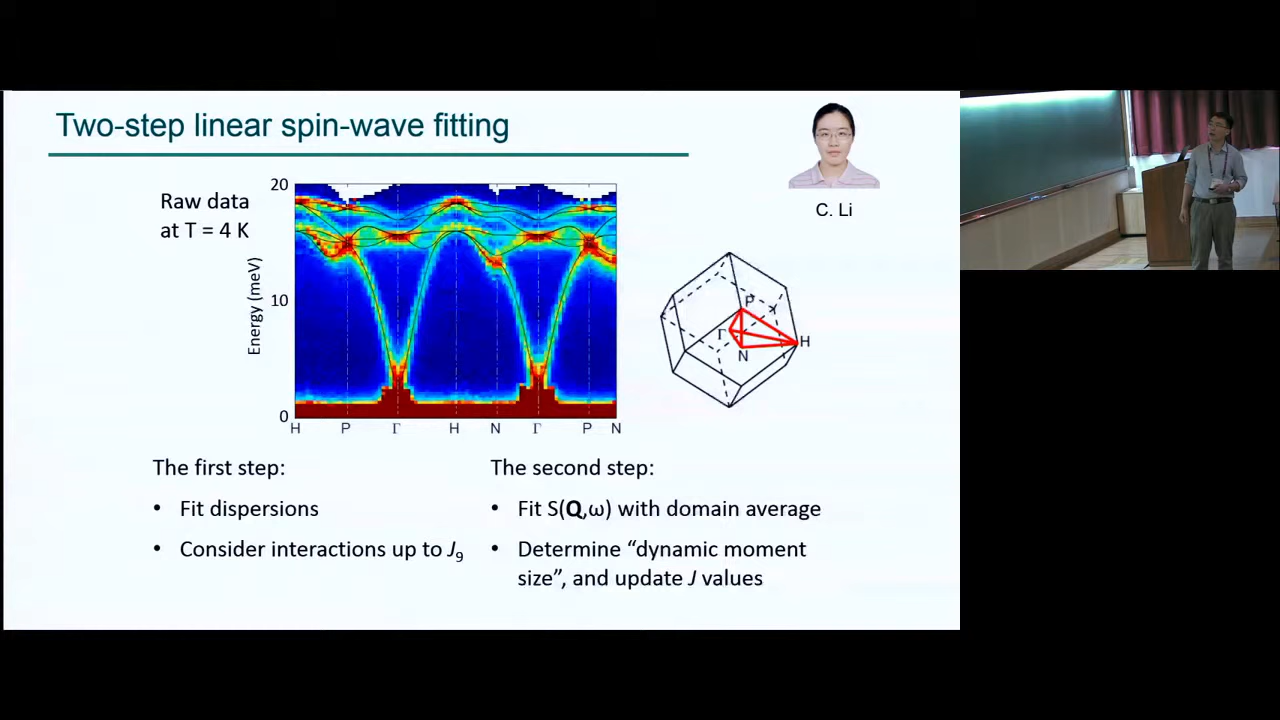 Two-step linear spin-wave fitting
C. Li
Raw data
at T = 4 K
Energy (meV)
20
10
0
H P Γ H N Γ P N
P
Γ
N
H
The first step:
• Fit dispersions
• Consider interactions up to J9
The second step:
• Fit S(Q,ω) with domain average
• Determine “dynamic moment
size”, and update J values